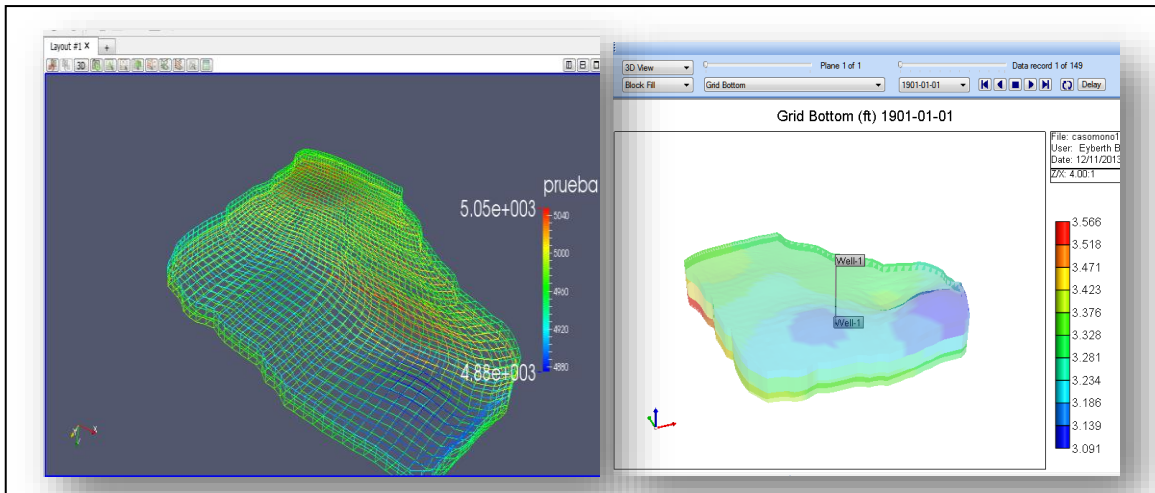 Layout #1 X +
3D
prueba
5.05e+003
5040
5000
4960
4920
4.88e+003
4880
Y X
3D View
Plane 1 of 1
Data record 1 of 149
Block Fill
Grid Bottom
1901-01-01
Delay
Grid Bottom (ft) 1901-01-01
File: casomono1
User: Eyberth B
Date: 12/11/2013
Z/X: 4.00:1
Well-1
Well-1
3.566
3.518
3.471
3.423
3.376
3.328
3.281
3.234
3.186
3.139
3.091